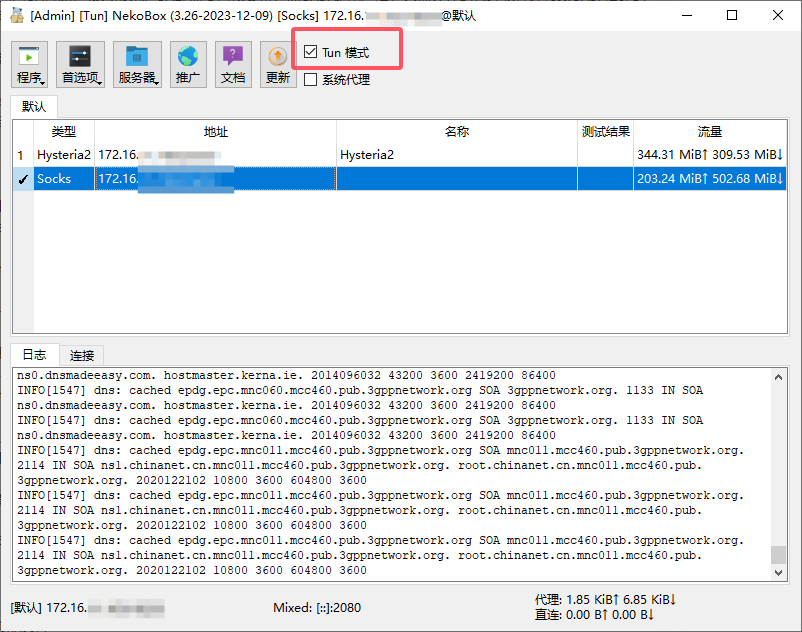 [Admin] [Tun] NekoBox (3.26-2023-12-09) [Socks] 172.16. @默认
程序 首选项 服务器 推广 文档 更新
Tun 模式
系统代理
默认
类型 地址 名称 测试结果 流量
1 Hysteria2 172.16. Hysteria2 344.31 MiB↑ 309.53 MiB↓
✓ Socks 172.16. 203.24 MiB↑ 502.68 MiB↓
日志 连接
ns0.dnsmadeeasy.com. hostmaster.kerna.ie. 2014096032 43200 3600 2419200 86400
INFO[1547] dns: cached epdg.epc.mnc060.mcc460.pub.3gppnetwork.org SOA 3gppnetwork.org. 1133 IN SOA
ns0.dnsmadeeasy.com. hostmaster.kerna.ie. 2014096032 43200 3600 2419200 86400
INFO[1547] dns: cached epdg.epc.mnc060.mcc460.pub.3gppnetwork.org SOA 3gppnetwork.org. 1133 IN SOA
ns0.dnsmadeeasy.com. hostmaster.kerna.ie. 2014096032 43200 3600 2419200 86400
INFO[1547] dns: cached epdg.epc.mnc011.mcc460.pub.3gppnetwork.org SOA mnc011.mcc460.pub.3gppnetwork.org.
2114 IN SOA ns1.chinanet.cn.mnc011.mcc460.pub.3gppnetwork.org. root.chinanet.cn.mnc011.mcc460.pub.
3gppnetwork.org. 2020122102 10800 3600 604800 3600
INFO[1547] dns: cached epdg.epc.mnc011.mcc460.pub.3gppnetwork.org SOA mnc011.mcc460.pub.3gppnetwork.org.
2114 IN SOA ns1.chinanet.cn.mnc011.mcc460.pub.3gppnetwork.org. root.chinanet.cn.mnc011.mcc460.pub.
3gppnetwork.org. 2020122102 10800 3600 604800 3600
INFO[1547] dns: cached epdg.epc.mnc011.mcc460.pub.3gppnetwork.org SOA mnc011.mcc460.pub.3gppnetwork.org.
2114 IN SOA ns1.chinanet.cn.mnc011.mcc460.pub.3gppnetwork.org. root.chinanet.cn.mnc011.mcc460.pub.
3gppnetwork.org. 2020122102 10800 3600 604800 3600
[默认] 172.16. Mixed: [::]:2080
代理: 1.85 KiB↑ 6.85 KiB↓
直连: 0.00 B↑ 0.00 B↓